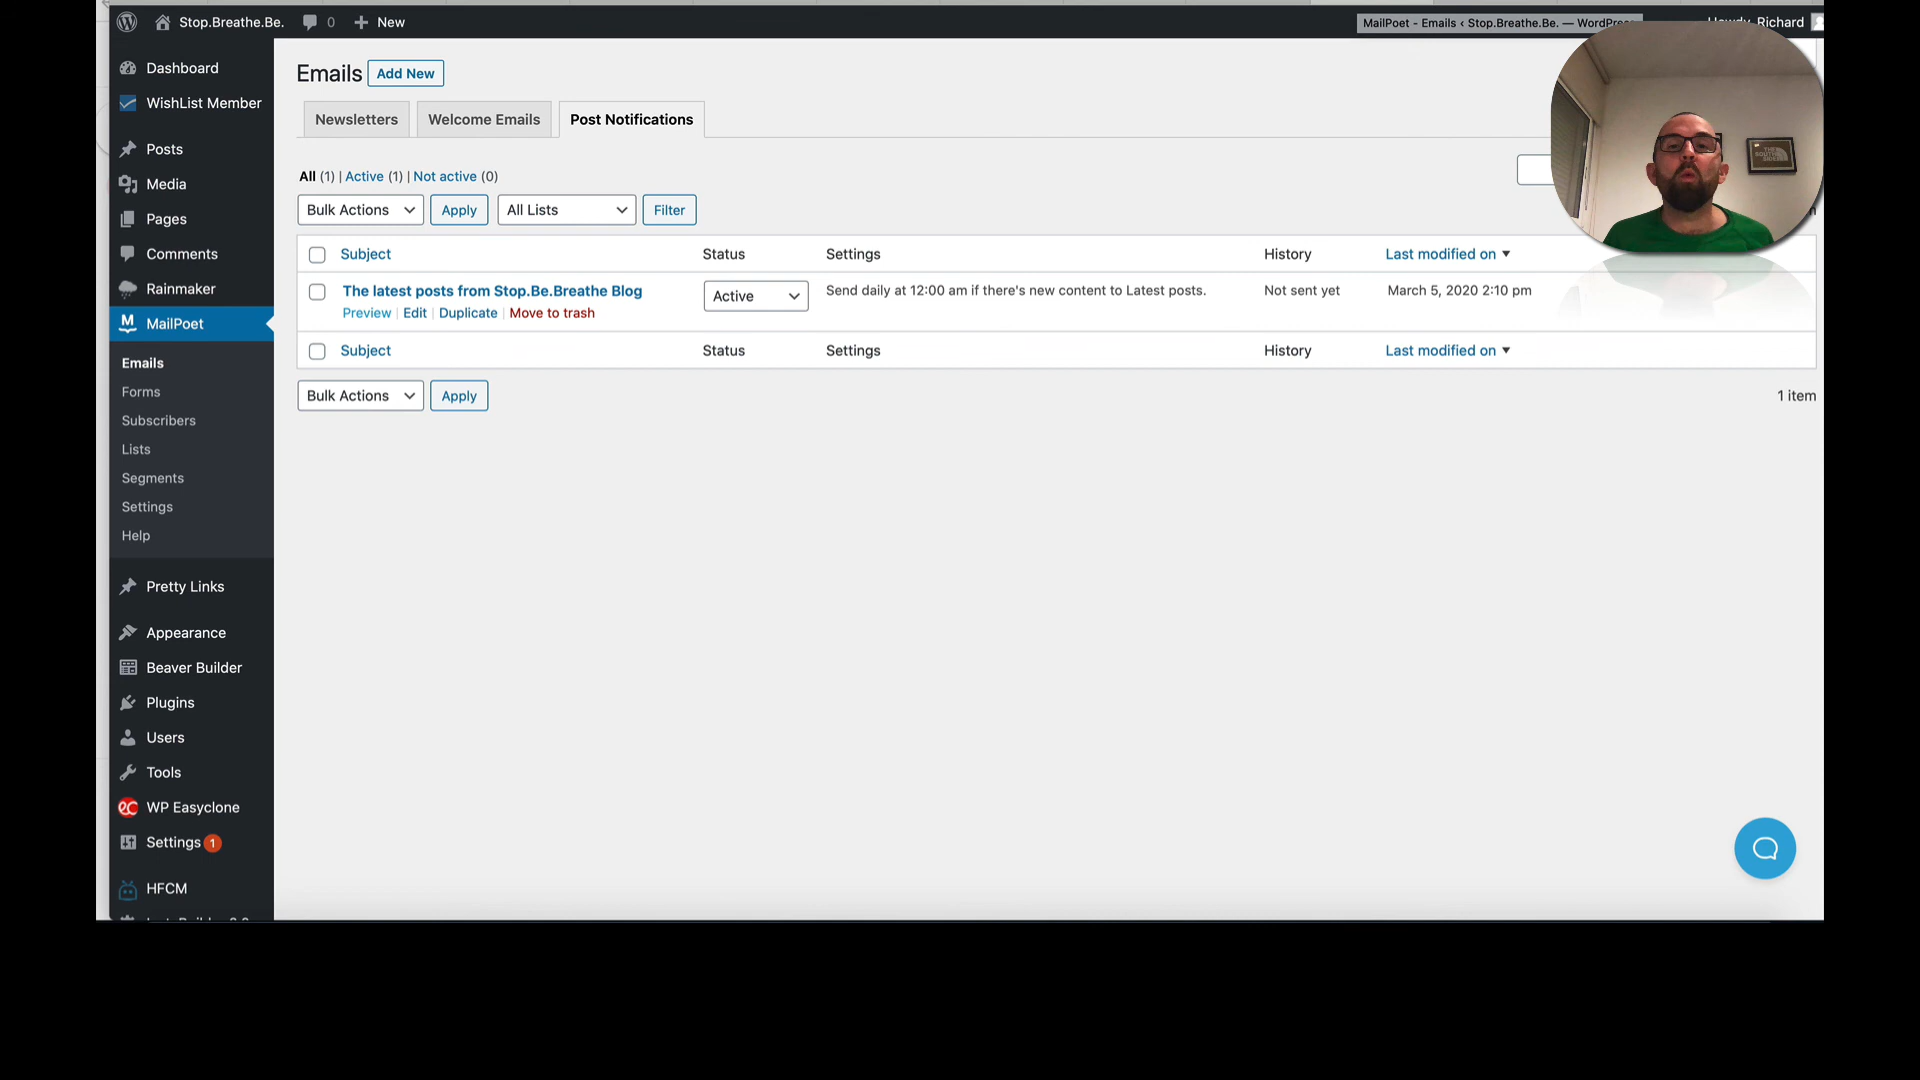 Stop.Breathe.Be.
0
New
MailPoet - Emails ‹ Stop.Breathe.Be. — WordPress
Howdy, Richard
Dashboard
WishList Member
Posts
Media
Pages
Comments
Rainmaker
MailPoet
Emails
Forms
Subscribers
Lists
Segments
Settings
Help
Pretty Links
Appearance
Beaver Builder
Plugins
Users
Tools
WP Easyclone
Settings 1
HFCM
Emails Add New
Newsletters Welcome Emails Post Notifications
All (1) | Active (1) | Not active (0)
Bulk Actions Apply All Lists Filter
Subject Status Settings History Last modified on
The latest posts from Stop.Be.Breathe Blog Active Send daily at 12:00 am if there's new content to Latest posts. Not sent yet March 5, 2020 2:10 pm
Preview | Edit | Duplicate | Move to trash
Subject Status Settings History Last modified on
Bulk Actions Apply 1 item